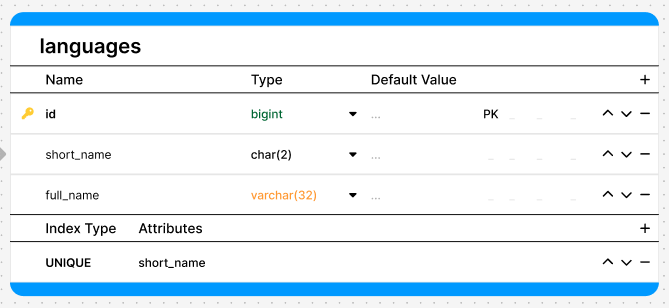 languages
Name Type Default Value +
id bigint ... PK _ _ _
short_name char(2) ... _ _ _ _
full_name varchar(32) ... _ _ _ _
Index Type Attributes +
UNIQUE short_name